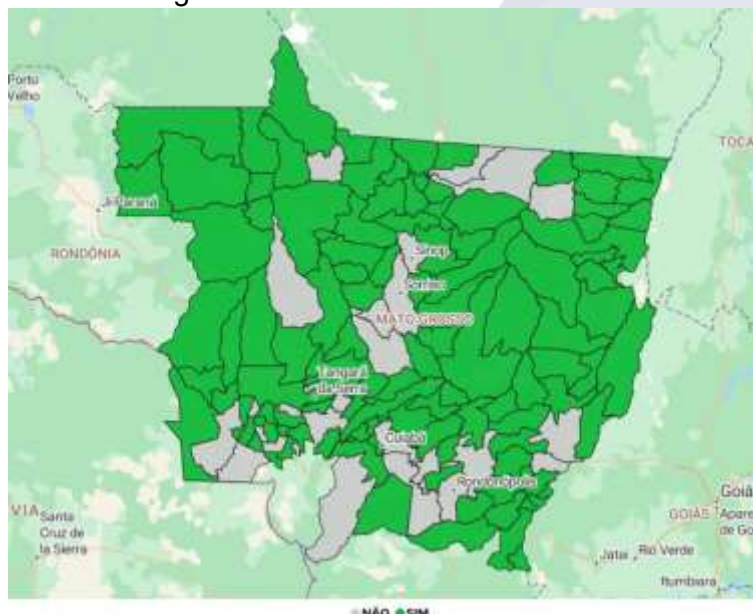 Porto
Velho
TOCA
Ji-Paraná
RONDÔNIA
Sinop
Sorriso
MATO GROSSO
Tangará
da Serra
Cuiabá
Rondonópolis
Goiâ
VIA
Santa
Cruz de
la Sierra
GOIÁS
Apare
de Go
Jataí
Rio Verde
Itumbiara
NÃO
SIM